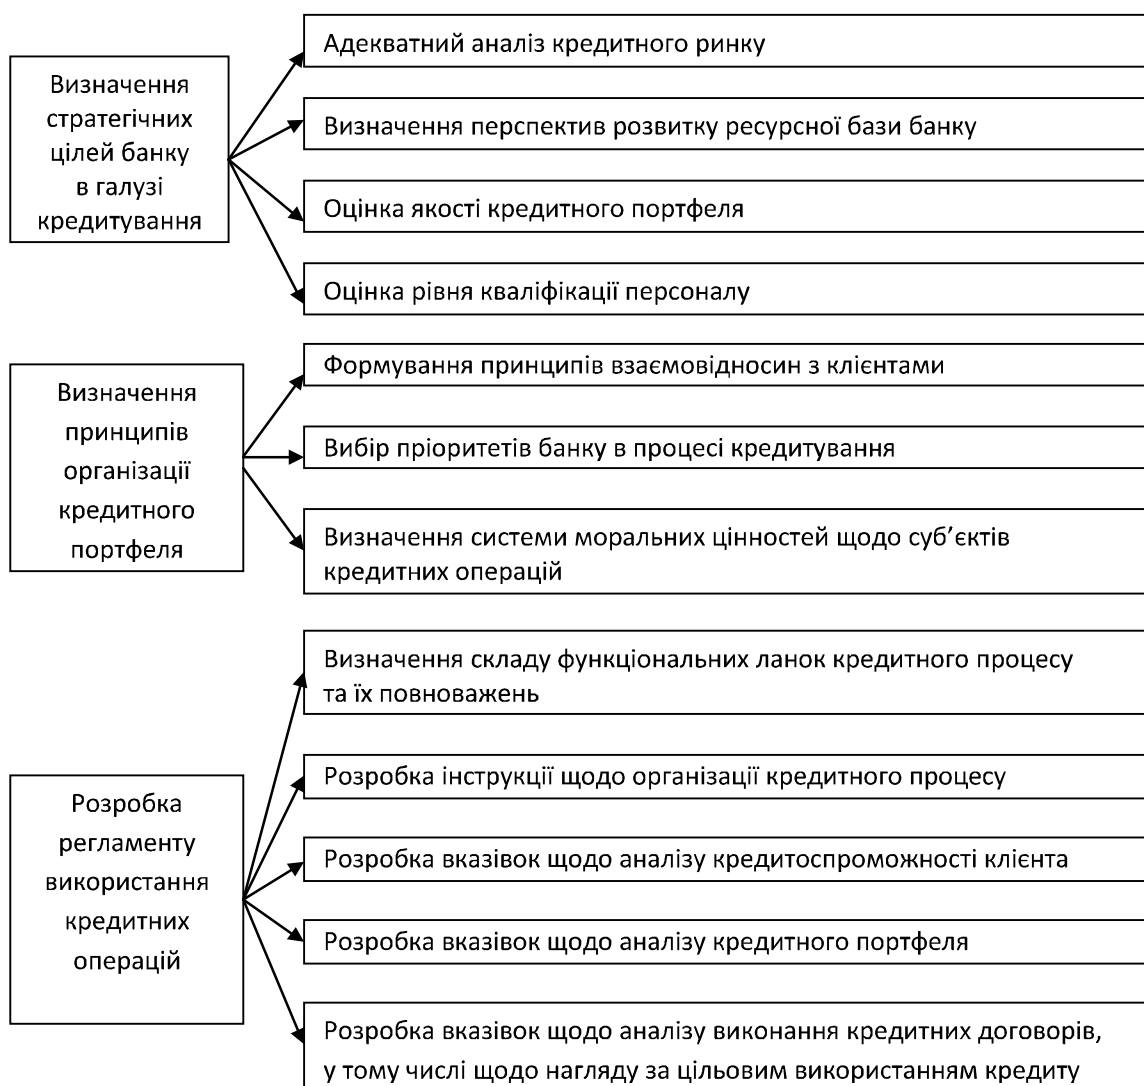 Визначення
стратегічних
цілей банку
в галузі
кредитування
Адекватний аналіз кредитного ринку
Визначення перспектив розвитку ресурсної бази банку
Оцінка якості кредитного портфеля
Оцінка рівня кваліфікації персоналу
Визначення
принципів
організації
кредитного
портфеля
Формування принципів взаємовідносин з клієнтами
Вибір пріоритетів банку в процесі кредитування
Визначення системи моральних цінностей щодо суб’єктів
кредитних операцій
Розробка
регламенту
використання
кредитних
операцій
Визначення складу функціональних ланок кредитного процесу
та їх повноважень
Розробка інструкції щодо організації кредитного процесу
Розробка вказівок щодо аналізу кредитоспроможності клієнта
Розробка вказівок щодо аналізу кредитного портфеля
Розробка вказівок щодо аналізу виконання кредитних договорів,
у тому числі щодо нагляду за цільовим використанням кредиту